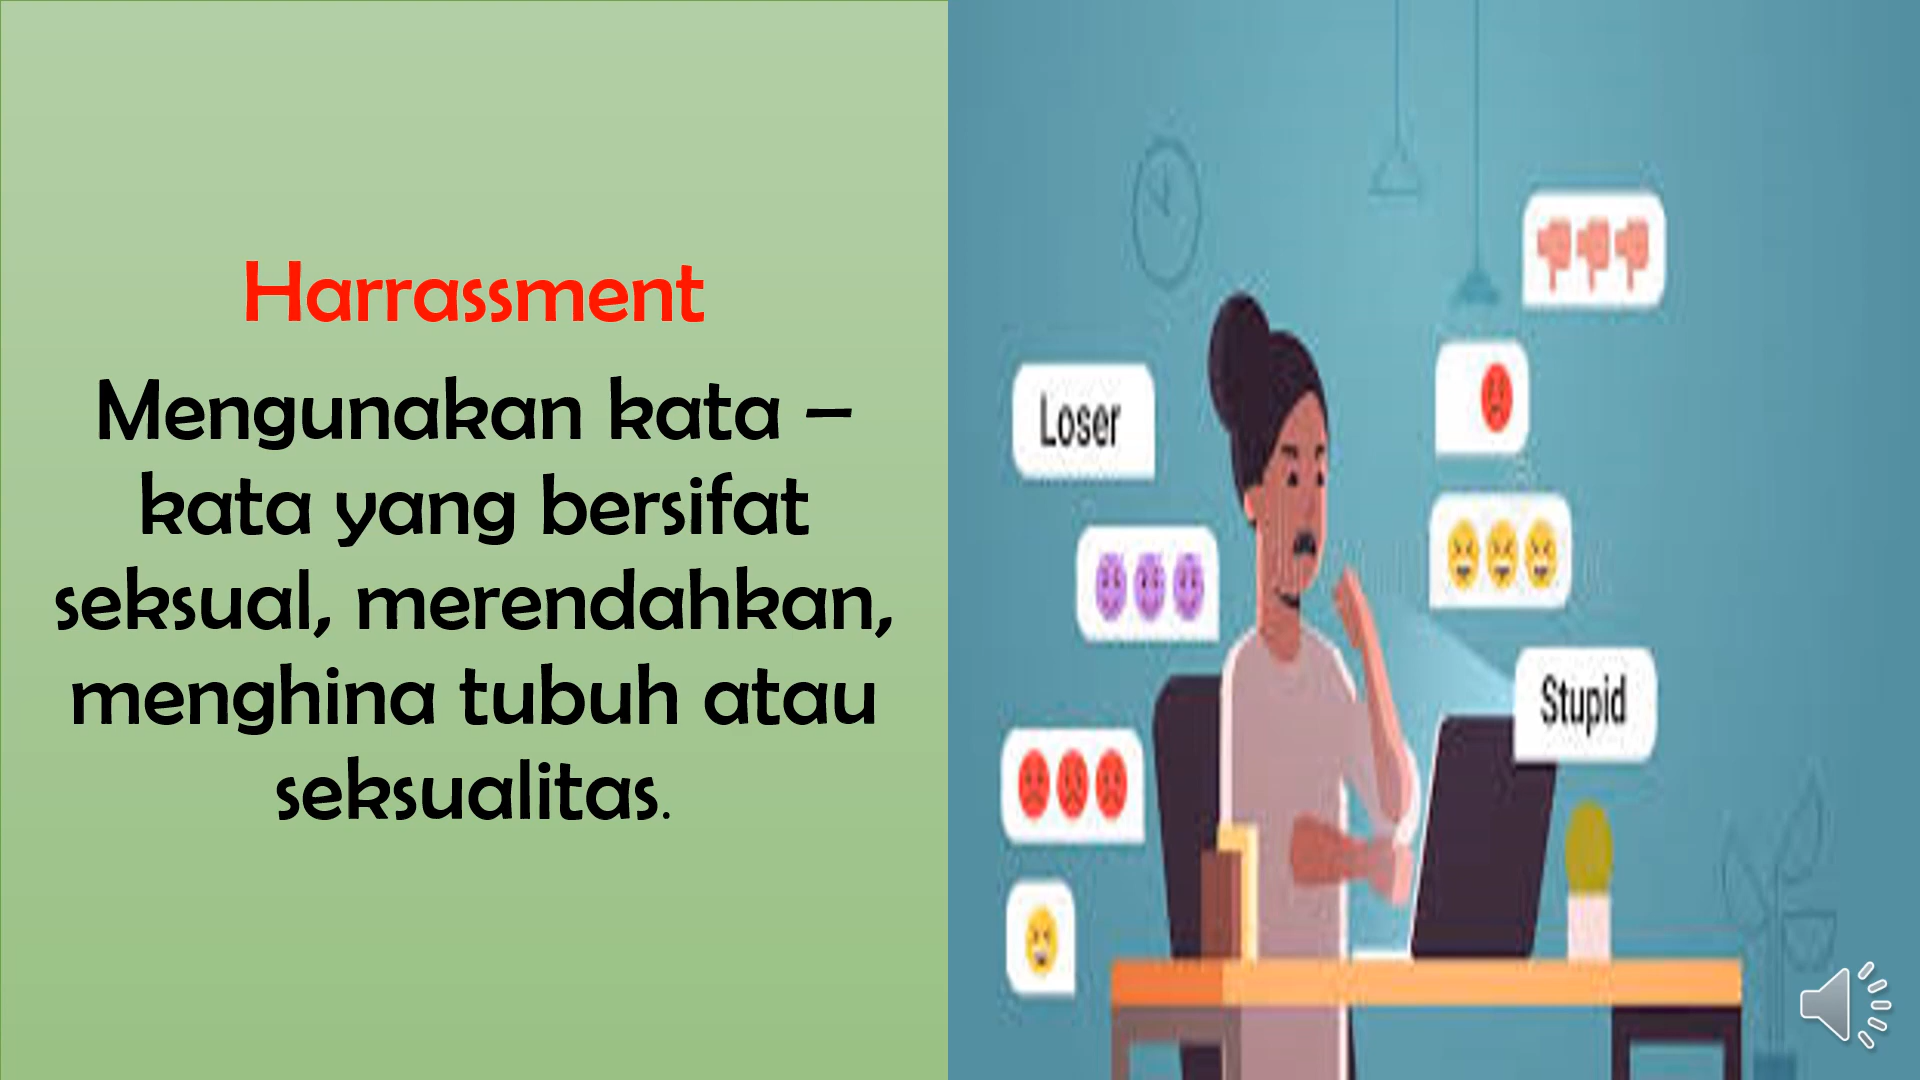 Harrassment
Mengunakan kata –
kata yang bersifat
seksual, merendahkan,
menghina tubuh atau
seksualitas.
Loser
Stupid